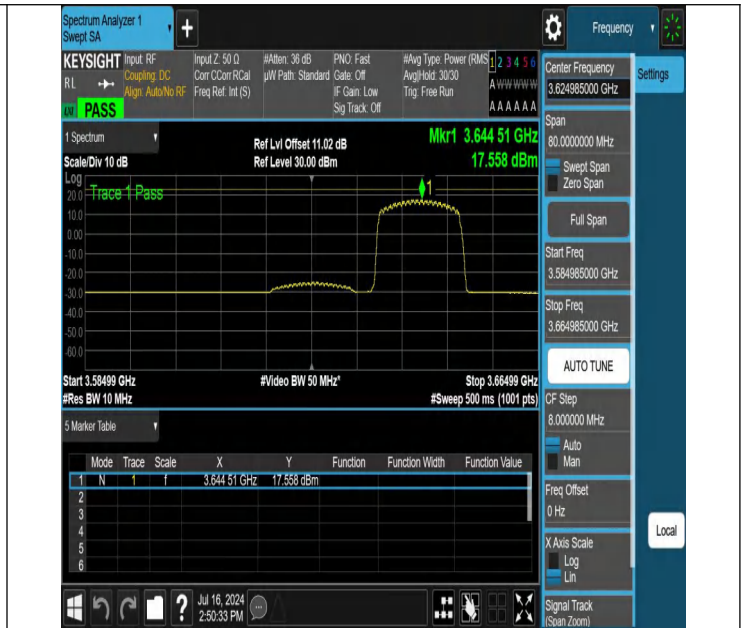 Spectrum Analyzer 1
Swept SA
+
Frequency
KEYSIGHT
RL
PASS
Input: RF
Coupling: DC
Align: Auto/No RF
Input Z: 50 Ω
Corr CCorr RCal
Freq Ref: Int (S)
#Atten: 36 dB
µW Path: Standard
PNO: Fast
Gate: Off
IF Gain: Low
Sig Track: Off
#Avg Type: Power (RMS
Avg|Hold: 30/30
Trig: Free Run
1 2 3 4 5 6
A W W W W W
A A A A A A
1 Spectrum
Scale/Div 10 dB
Ref Lvl Offset 11.02 dB
Ref Level 30.00 dBm
Mkr1 3.644 51 GHz
17.558 dBm
Log
Trace 1 Pass
1
20.0
10.0
0.00
-10.0
-20.0
-30.0
-40.0
-50.0
-60.0
Start 3.58499 GHz
#Res BW 10 MHz
#Video BW 50 MHz*
Stop 3.66499 GHz
#Sweep 500 ms (1001 pts)
5 Marker Table
Mode Trace Scale X Y Function Function Width Function Value
1 N 1 f 3.644 51 GHz 17.558 dBm
2
3
4
5
6
?
Jul 16, 2024
2:50:33 PM
Center Frequency
3.624985000 GHz
Settings
Span
80.0000000 MHz
Swept Span
Zero Span
Full Span
Start Freq
3.584985000 GHz
Stop Freq
3.664985000 GHz
AUTO TUNE
CF Step
8.000000 MHz
Auto
Man
Freq Offset
0 Hz
X Axis Scale
Log
Lin
Signal Track
(Span Zoom)
Local